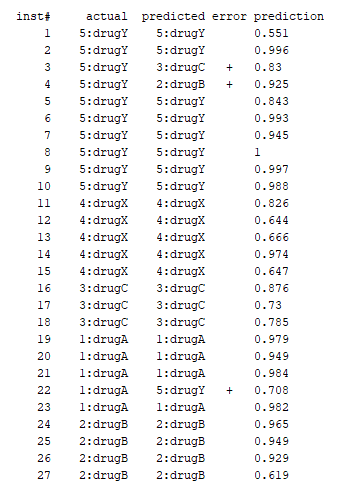 inst# actual predicted error prediction
1 5:drugY 5:drugY 0.551
2 5:drugY 5:drugY 0.996
3 5:drugY 3:drugC + 0.83
4 5:drugY 2:drugB + 0.925
5 5:drugY 5:drugY 0.843
6 5:drugY 5:drugY 0.993
7 5:drugY 5:drugY 0.945
8 5:drugY 5:drugY 1
9 5:drugY 5:drugY 0.997
10 5:drugY 5:drugY 0.988
11 4:drugX 4:drugX 0.826
12 4:drugX 4:drugX 0.644
13 4:drugX 4:drugX 0.666
14 4:drugX 4:drugX 0.974
15 4:drugX 4:drugX 0.647
16 3:drugC 3:drugC 0.876
17 3:drugC 3:drugC 0.73
18 3:drugC 3:drugC 0.785
19 1:drugA 1:drugA 0.979
20 1:drugA 1:drugA 0.949
21 1:drugA 1:drugA 0.984
22 1:drugA 5:drugY + 0.708
23 1:drugA 1:drugA 0.982
24 2:drugB 2:drugB 0.965
25 2:drugB 2:drugB 0.949
26 2:drugB 2:drugB 0.929
27 2:drugB 2:drugB 0.619